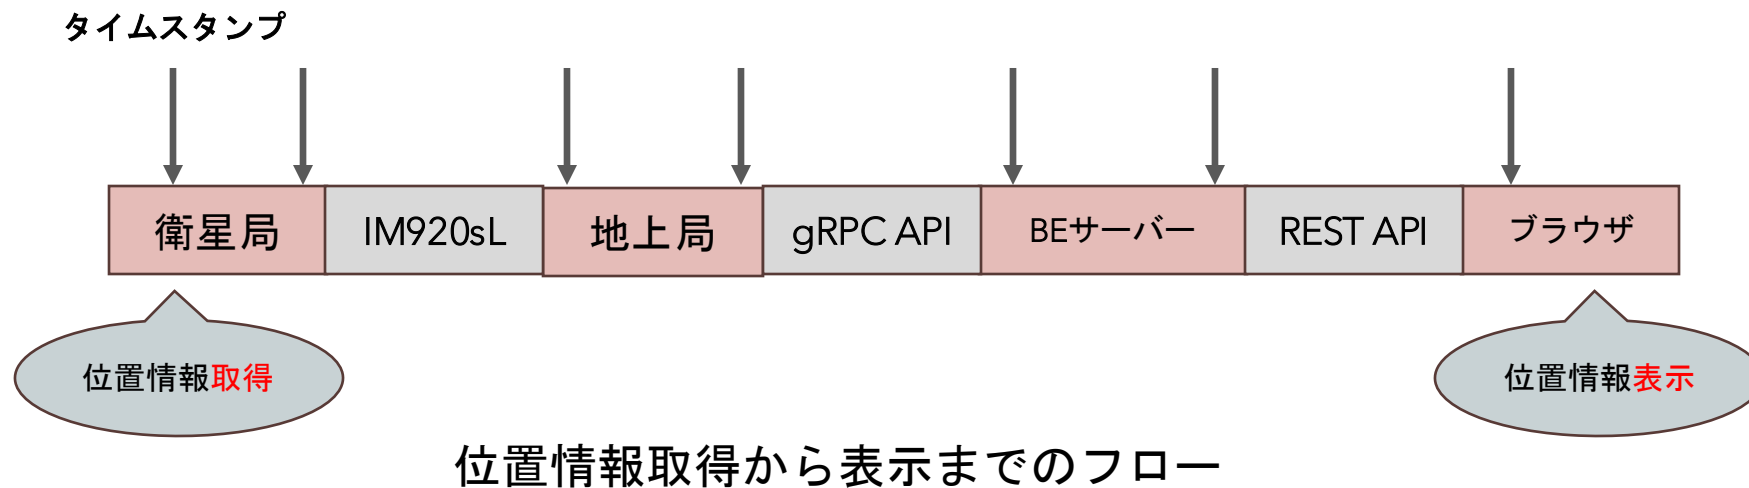 タイムスタンプ
衛星局
IM920sL
地上局
gRPC API
BEサーバー
REST API
ブラウザ
位置情報取得
位置情報表示
位置情報取得から表示までのフロー